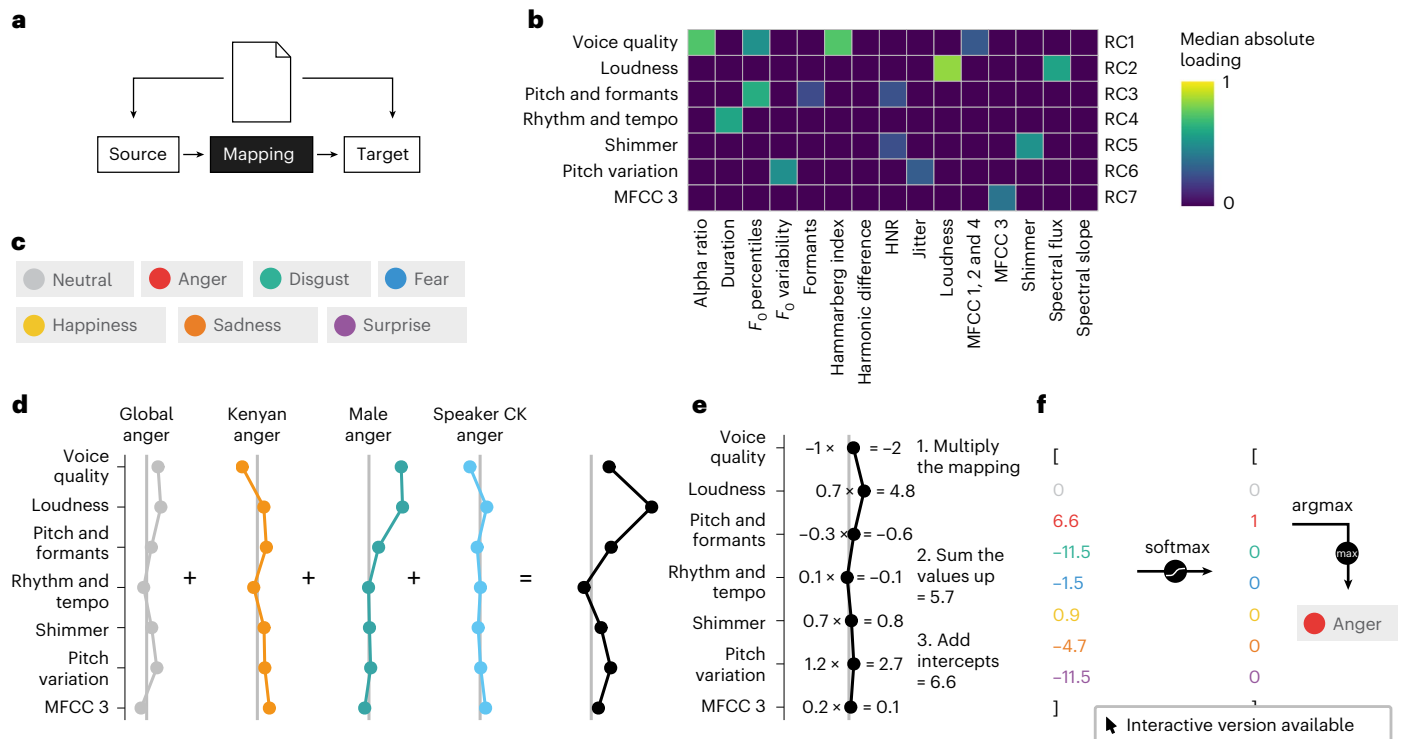 a
Source
Mapping
Target
b
Voice quality
Loudness
Pitch and formants
Rhythm and tempo
Shimmer
Pitch variation
MFCC 3
RC1
RC2
RC3
RC4
RC5
RC6
RC7
Alpha ratio
Duration
F0 percentiles
F0 variability
Formants
Hammarberg index
Harmonic difference
HNR
Jitter
Loudness
MFCC 1, 2 and 4
MFCC 3
Shimmer
Spectral flux
Spectral slope
Median absolute
loading
1
0
c
Neutral
Anger
Disgust
Fear
Happiness
Sadness
Surprise
d
Global
anger
Kenyan
anger
Male
anger
Speaker CK
anger
Voice
quality
Loudness
Pitch and
formants
Rhythm and
tempo
Shimmer
Pitch
variation
MFCC 3
+
+
+
=
e
Voice
quality
Loudness
Pitch and
formants
Rhythm and
tempo
Shimmer
Pitch
variation
MFCC 3
–1 × = –2
0.7 × = 4.8
–0.3 × = –0.6
0.1 × = –0.1
0.7 × = 0.8
1.2 × = 2.7
0.2 × = 0.1
1. Multiply
the mapping
2. Sum the
values up
= 5.7
3. Add
intercepts
= 6.6
f
[
0
6.6
-11.5
–1.5
0.9
–4.7
-11.5
]
softmax
[
0
1
0
0
0
0
0
argmax
max
Anger
Interactive version available